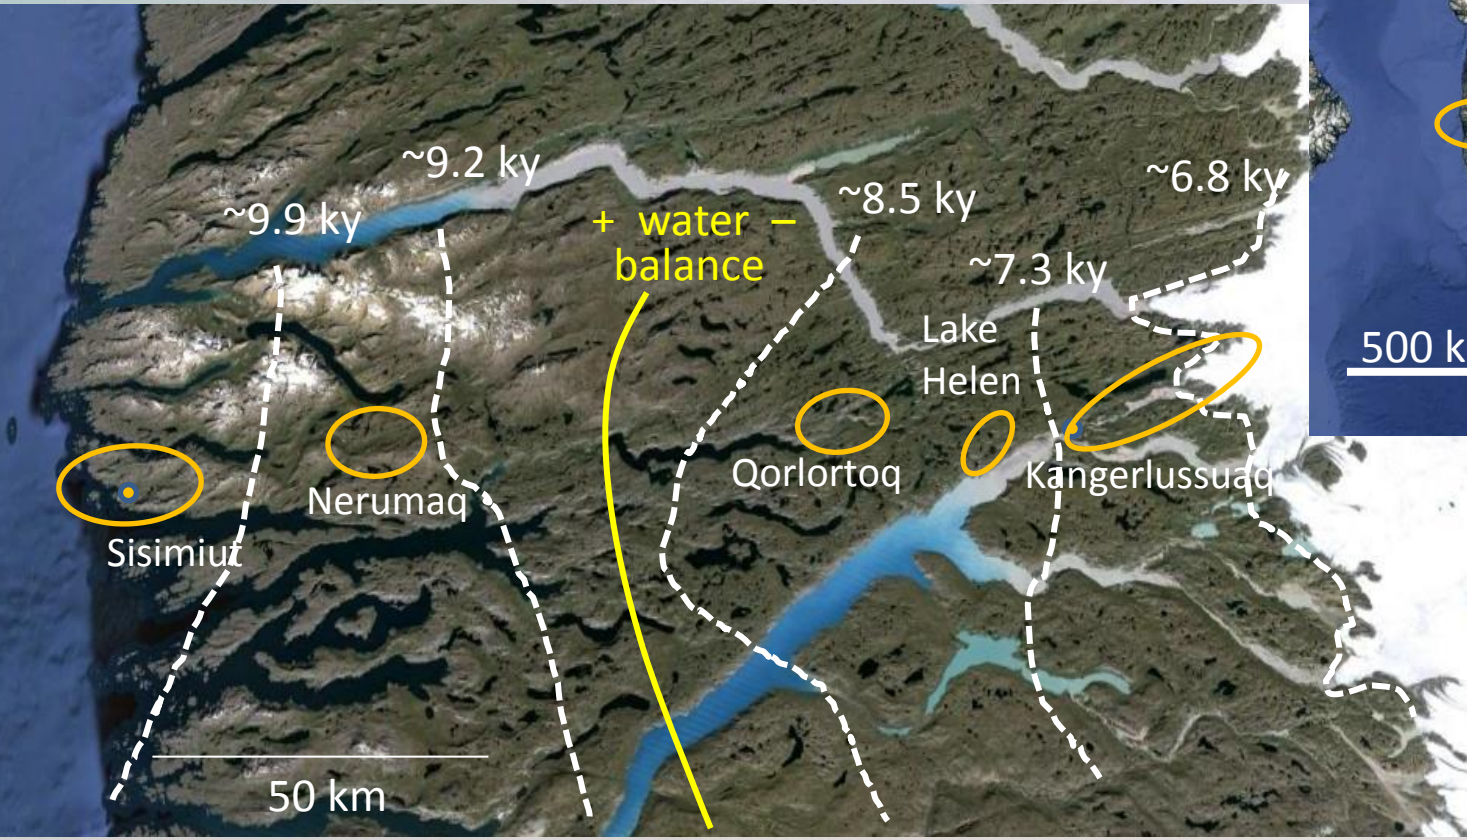 ~9.2 ky
~6.8 ky
~8.5 ky
~9.9 ky
+ water –
balance
~7.3 ky
Lake
Helen
500 k
Qorlortoq
Kangerlussuaq
Nerumaq
Sisimiut
50 km